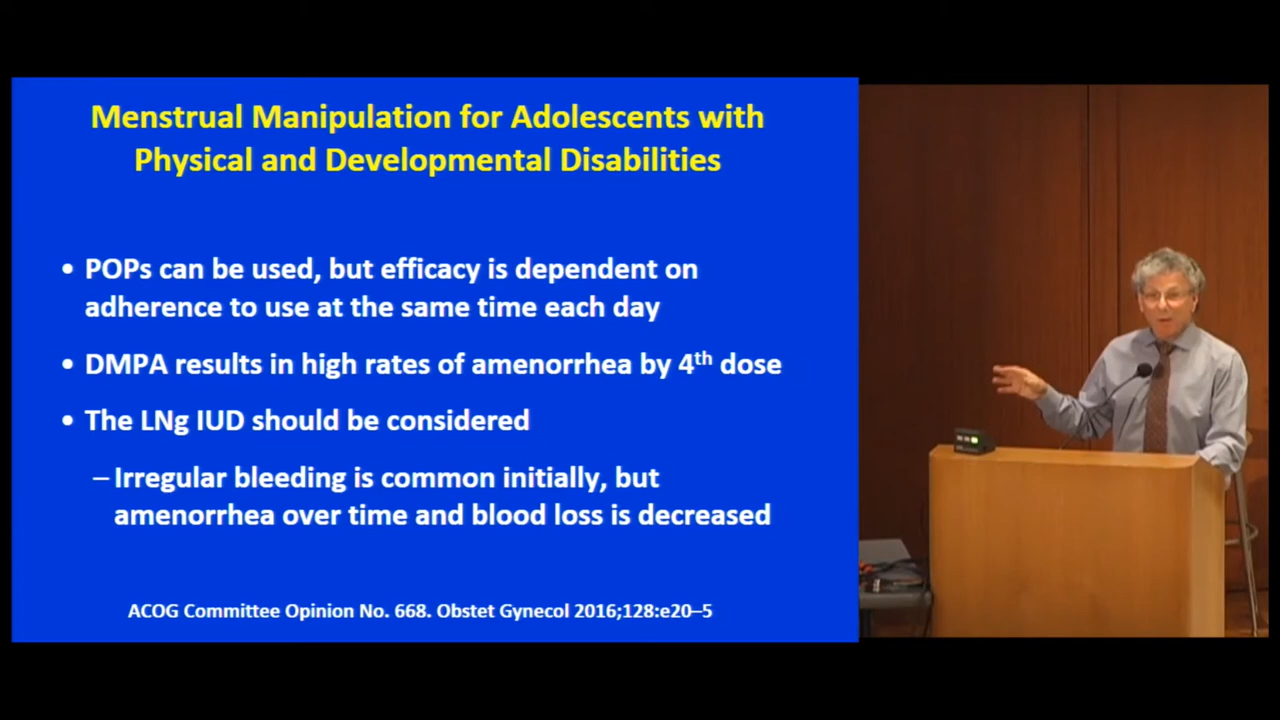 Menstrual Manipulation for Adolescents with
Physical and Developmental Disabilities
• POPs can be used, but efficacy is dependent on
adherence to use at the same time each day
• DMPA results in high rates of amenorrhea by 4th dose
• The LNg IUD should be considered
– Irregular bleeding is common initially, but
amenorrhea over time and blood loss is decreased
ACOG Committee Opinion No. 668. Obstet Gynecol 2016;128:e20–5